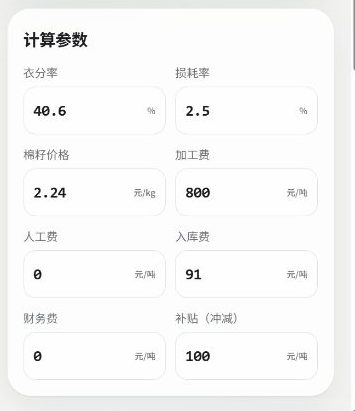 计算参数
衣分率 损耗率
40.6 % 2.5 %
棉籽价格 加工费
2.24 元/kg 800 元/吨
人工费 入库费
0 元/吨 91 元/吨
财务费 补贴（冲减）
0 元/吨 100 元/吨